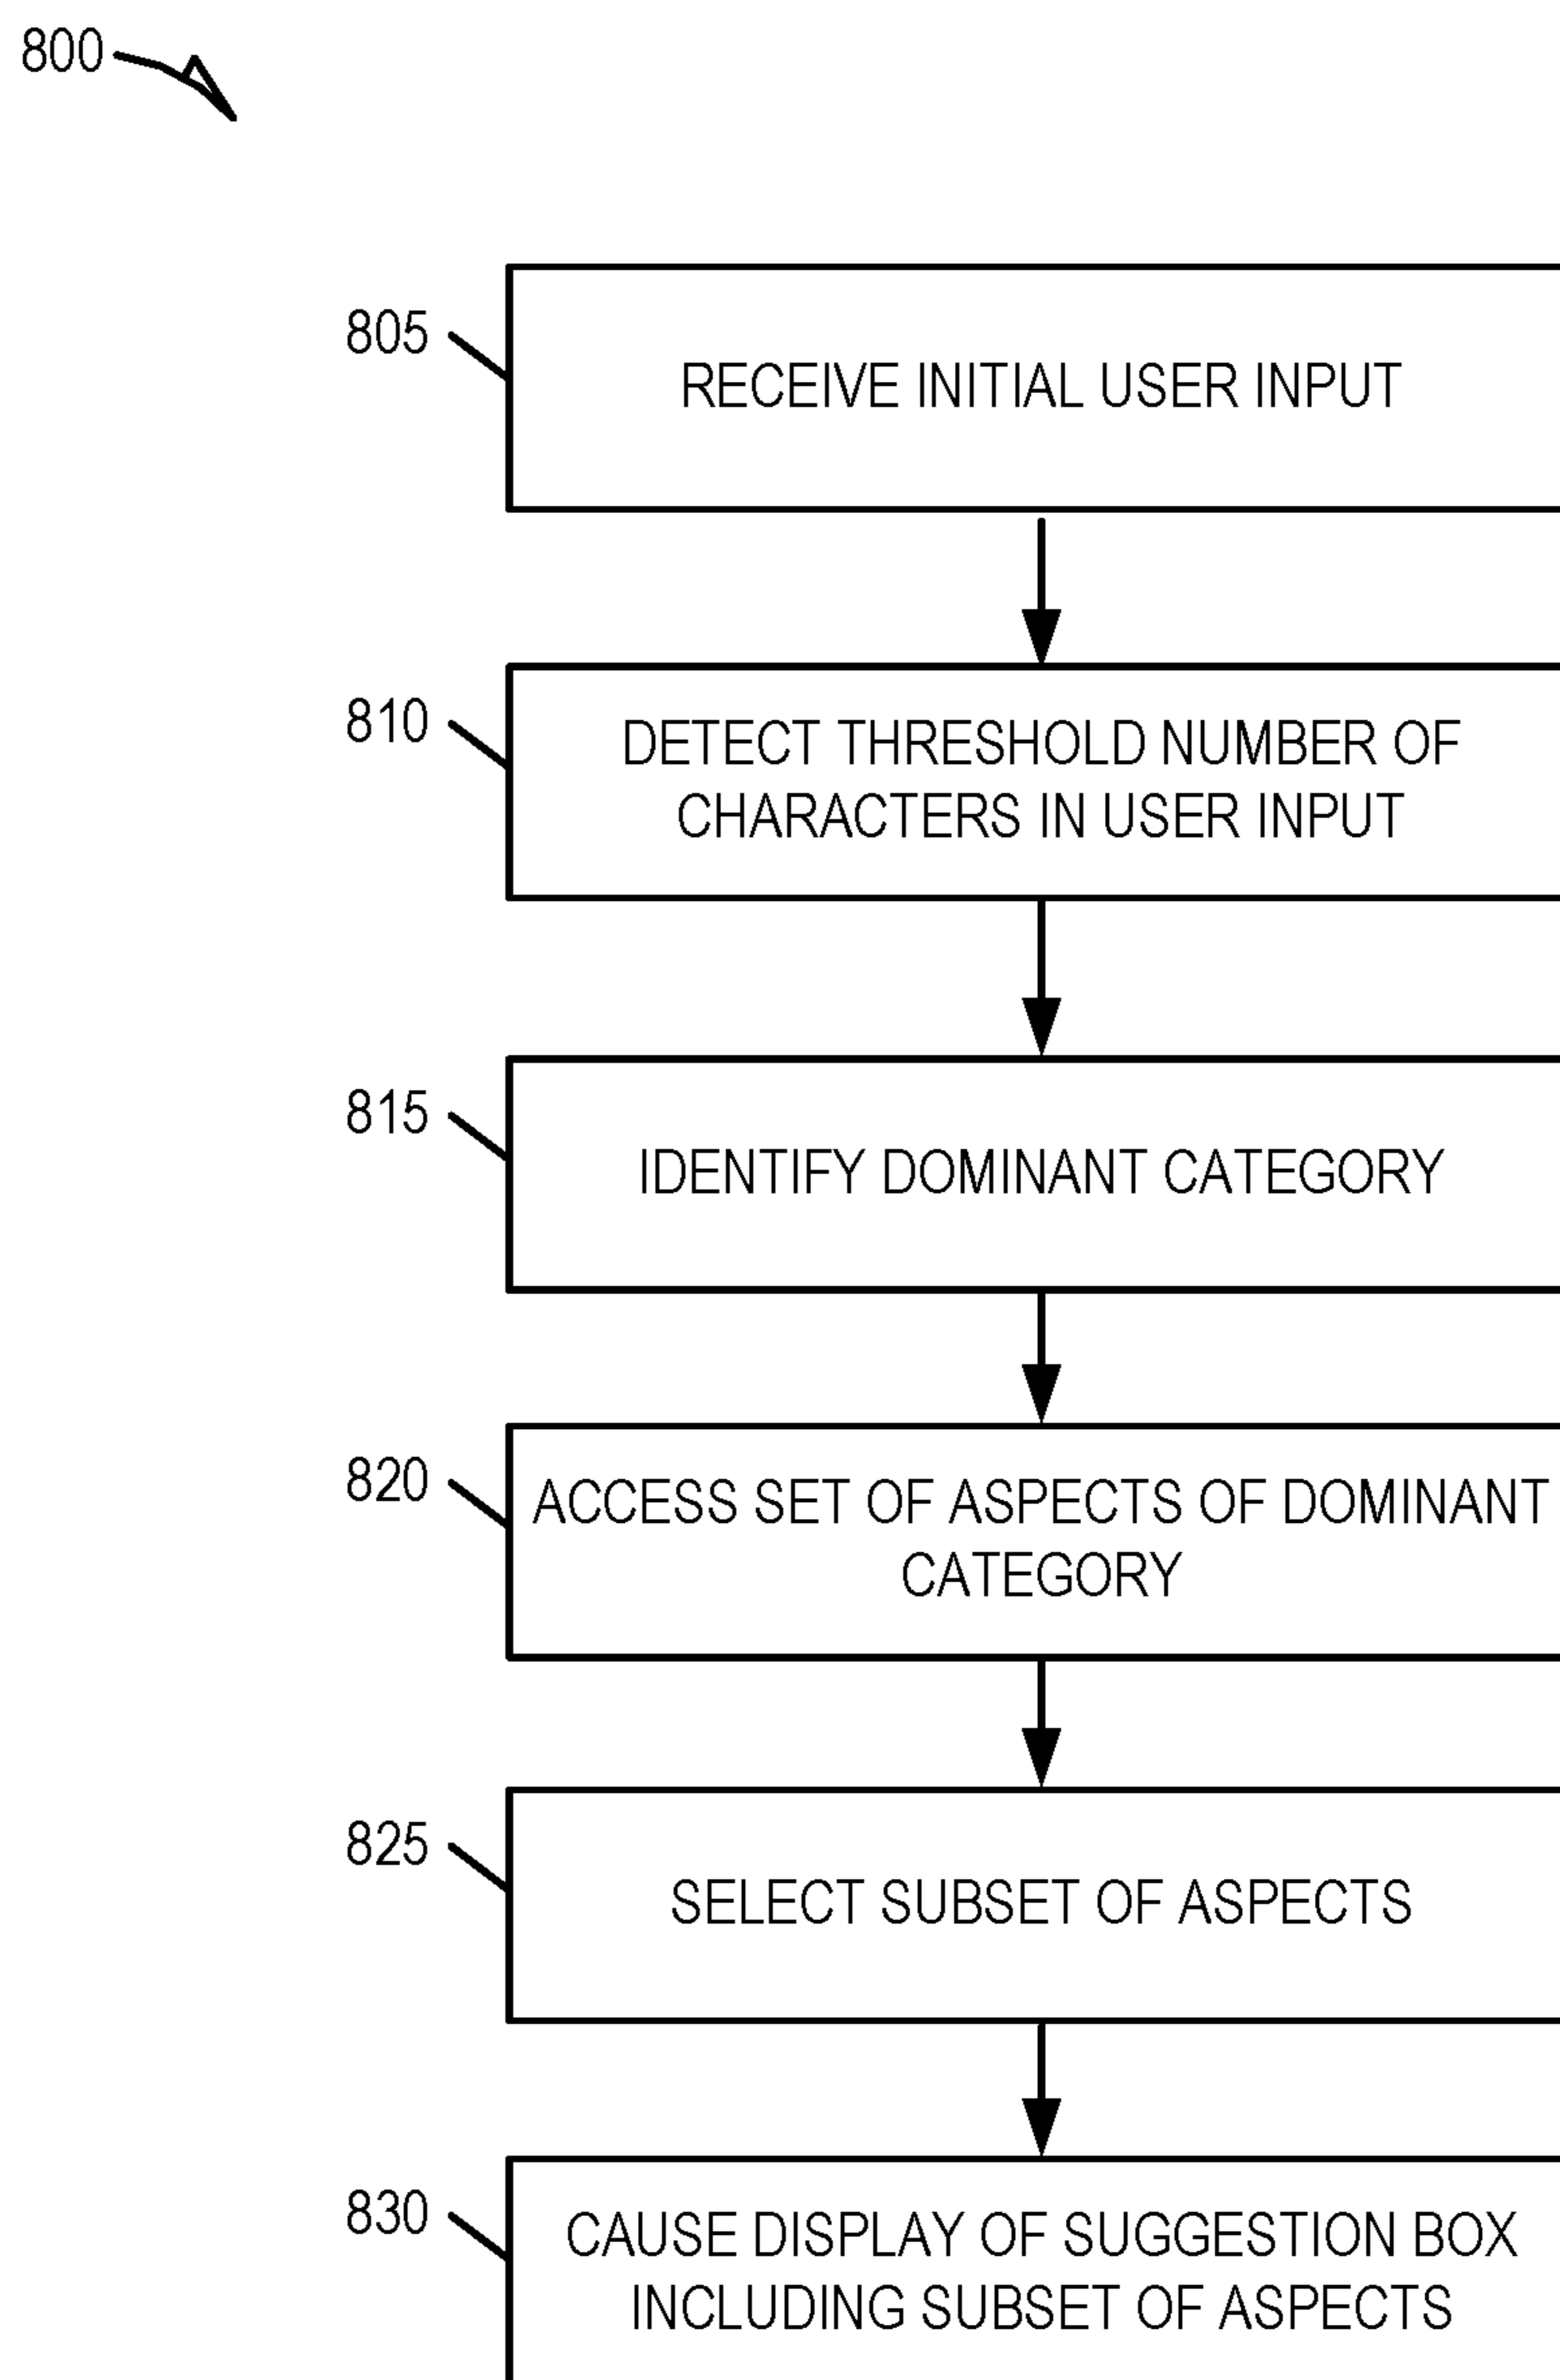 800
805
RECEIVE INITIAL USER INPUT
810
DETECT THRESHOLD NUMBER OF
CHARACTERS IN USER INPUT
815
IDENTIFY DOMINANT CATEGORY
820
ACCESS SET OF ASPECTS OF DOMINANT
CATEGORY
825
SELECT SUBSET OF ASPECTS
830
CAUSE DISPLAY OF SUGGESTION BOX
INCLUDING SUBSET OF ASPECTS